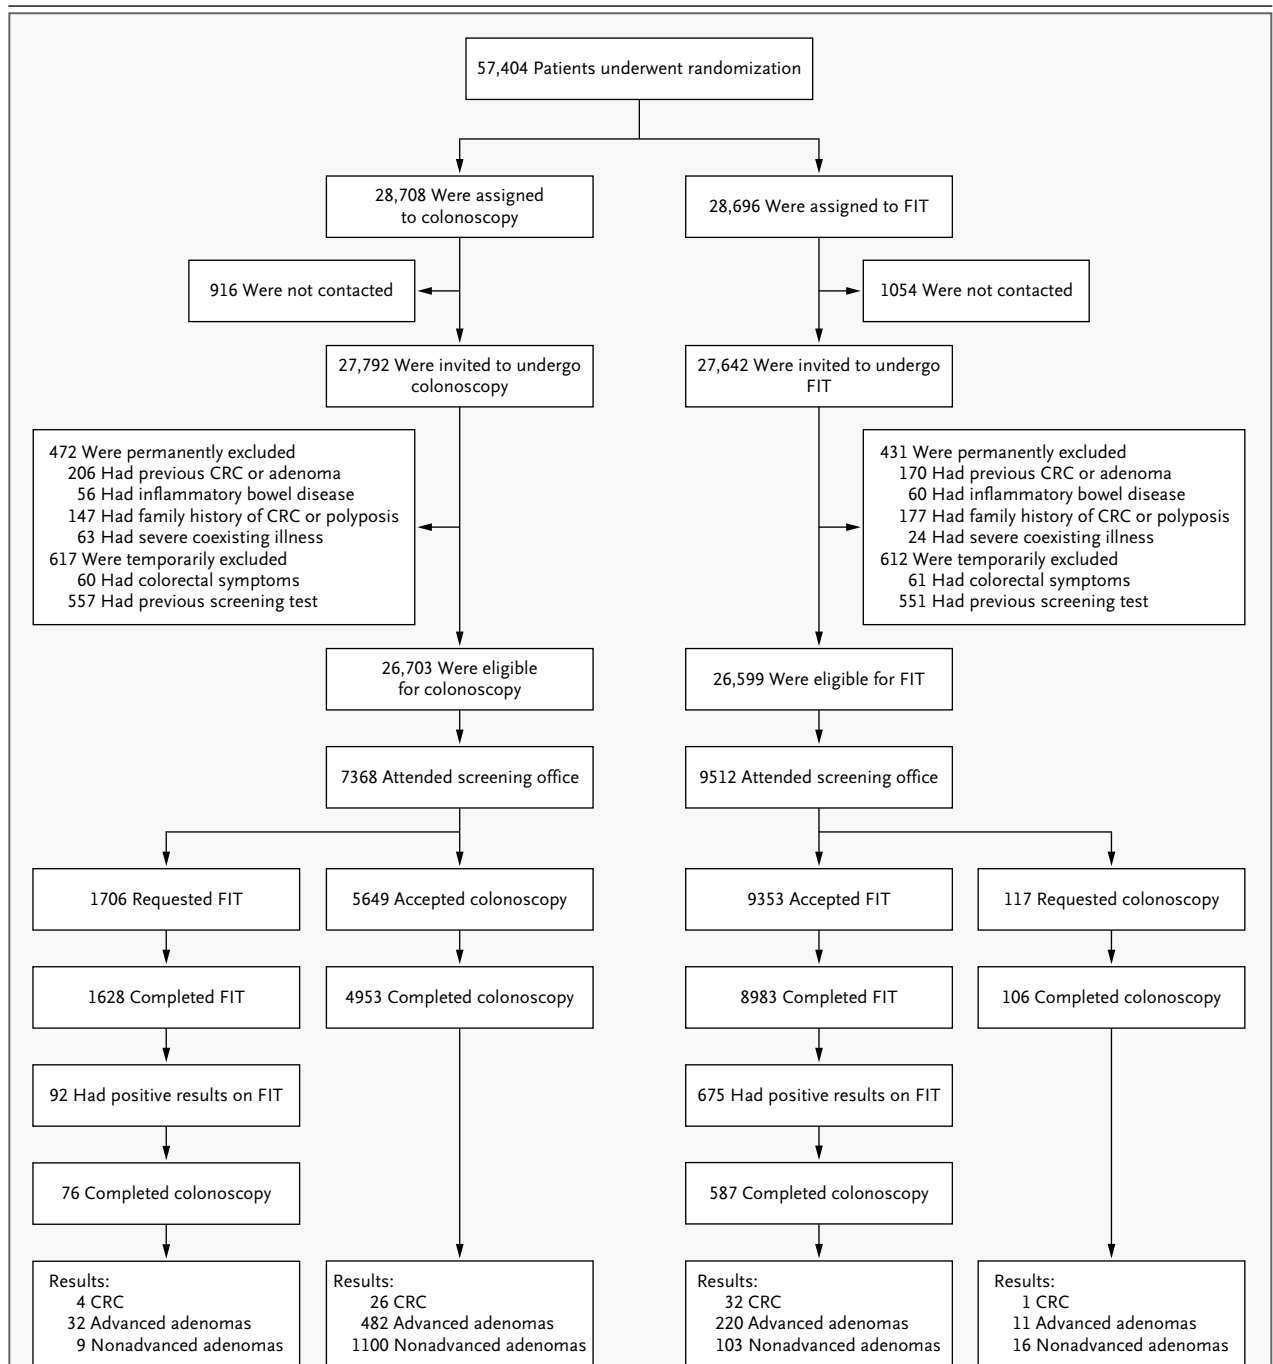 57,404 Patients underwent randomization
28,708 Were assigned
to colonoscopy
28,696 Were assigned to FIT
916 Were not contacted
1054 Were not contacted
27,792 Were invited to undergo
colonoscopy
27,642 Were invited to undergo
FIT
472 Were permanently excluded
206 Had previous CRC or adenoma
56 Had inflammatory bowel disease
147 Had family history of CRC or polyposis
63 Had severe coexisting illness
617 Were temporarily excluded
60 Had colorectal symptoms
557 Had previous screening test
431 Were permanently excluded
170 Had previous CRC or adenoma
60 Had inflammatory bowel disease
177 Had family history of CRC or polyposis
24 Had severe coexisting illness
612 Were temporarily excluded
61 Had colorectal symptoms
551 Had previous screening test
26,703 Were eligible
for colonoscopy
26,599 Were eligible for FIT
7368 Attended screening office
9512 Attended screening office
1706 Requested FIT
5649 Accepted colonoscopy
9353 Accepted FIT
117 Requested colonoscopy
1628 Completed FIT
4953 Completed colonoscopy
8983 Completed FIT
106 Completed colonoscopy
92 Had positive results on FIT
675 Had positive results on FIT
76 Completed colonoscopy
587 Completed colonoscopy
Results:
4 CRC
32 Advanced adenomas
9 Nonadvanced adenomas
Results:
26 CRC
482 Advanced adenomas
1100 Nonadvanced adenomas
Results:
32 CRC
220 Advanced adenomas
103 Nonadvanced adenomas
Results:
1 CRC
11 Advanced adenomas
16 Nonadvanced adenomas